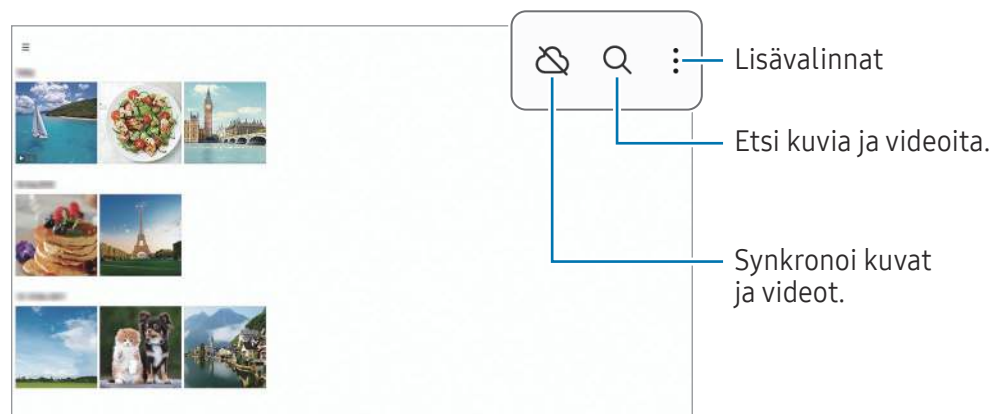 Lisävalinnat
Etsi kuvia ja videoita.
Synkronoi kuvat
ja videot.